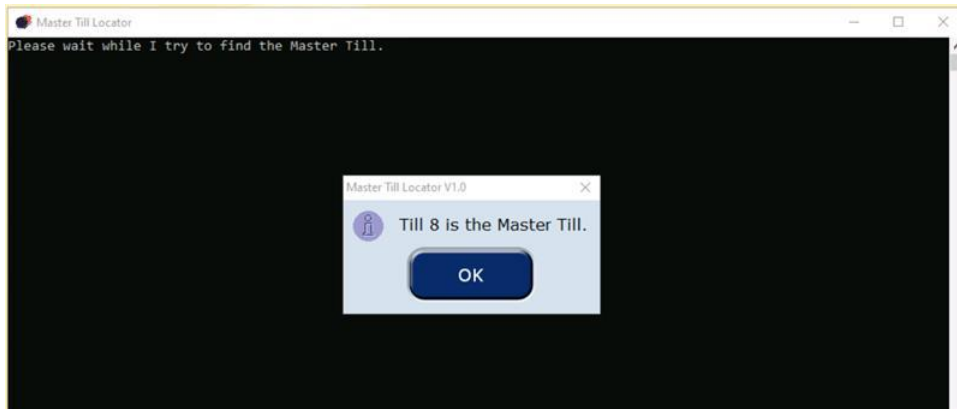 Master Till Locator
Please wait while I try to find the Master Till.
Master Till Locator V1.0
Till 8 is the Master Till.
OK